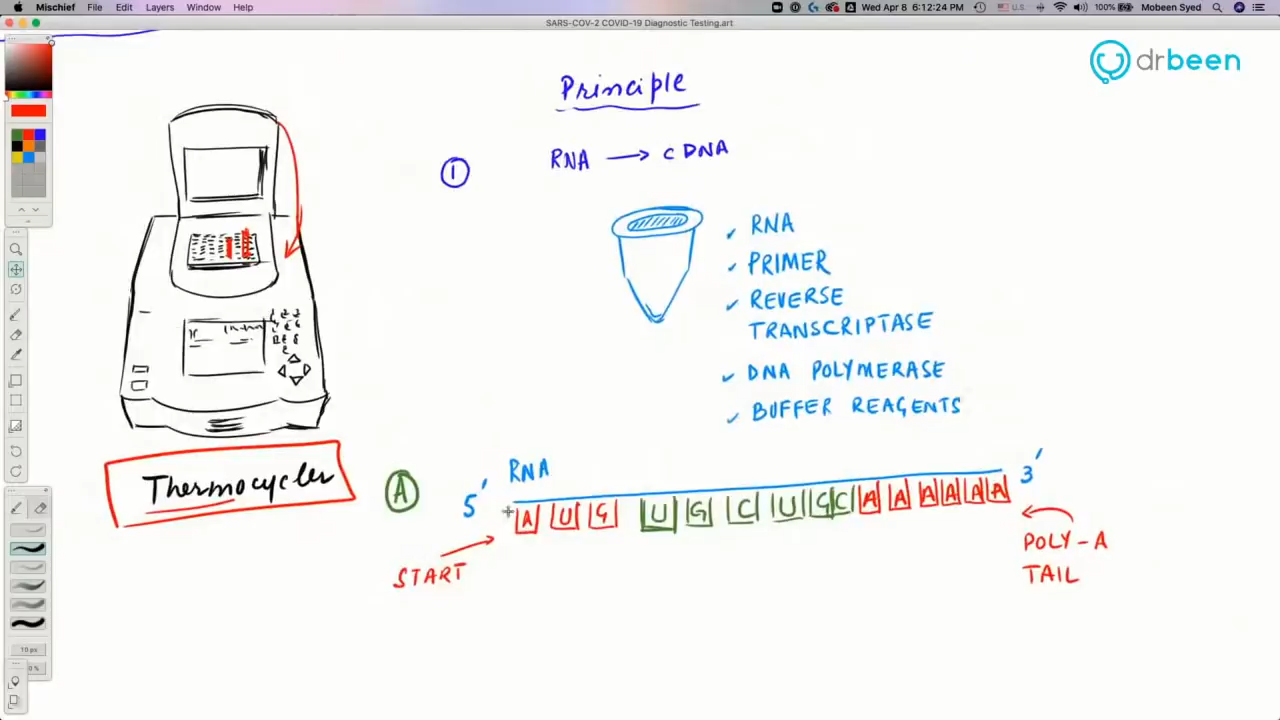 Mischief File Edit Layers Window Help 100% Wed Apr 8 6:12:24 Mobeen Syed
SARS-COV-2 COVID-19 Diagnostic Testing.art
drbeen
Principle
① RNA → cDNA
✓ RNA
✓ PRIMER
✓ REVERSE
TRANSCRIPTASE
✓ DNA POLYMERASE
✓ BUFFER REAGENTS
Thermocycler
Ⓐ 5' RNA 3'
A U G U G C U G C A A A A A A
START
POLY-A
TAIL
10 px